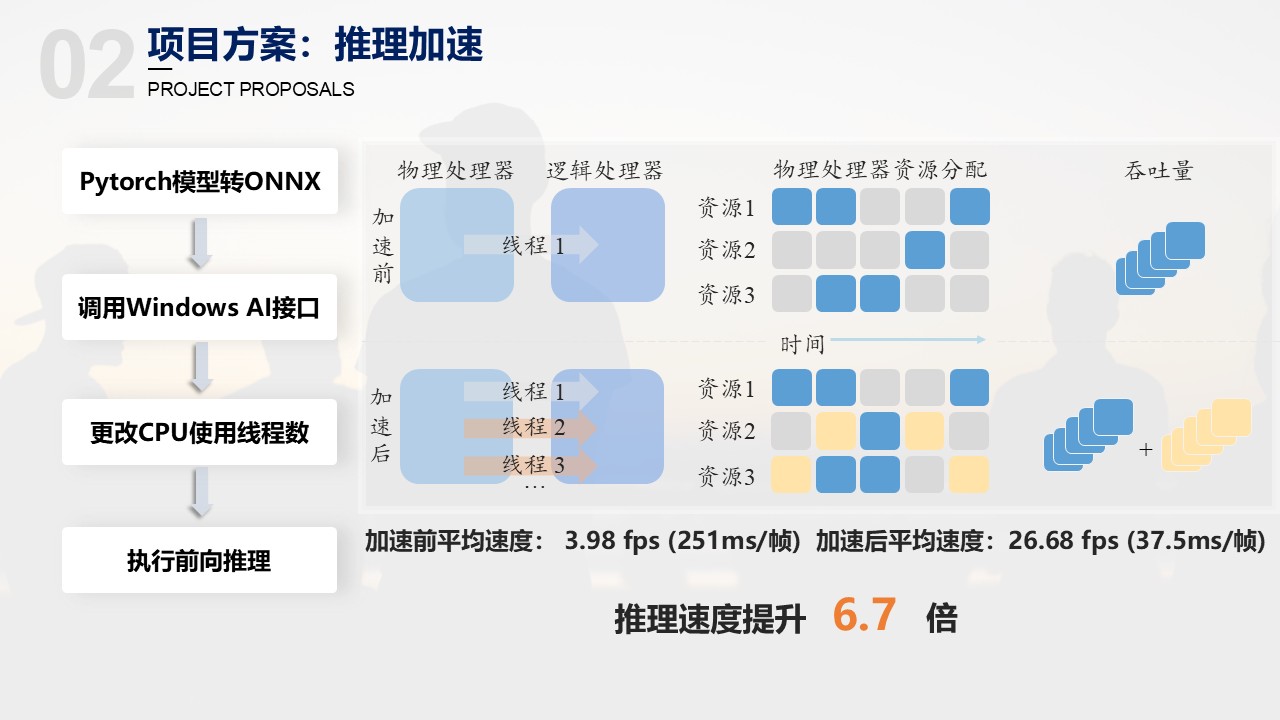 02
项目方案：推理加速
PROJECT PROPOSALS
Pytorch模型转ONNX
调用Windows AI接口
更改CPU使用线程数
执行前向推理
物理处理器 逻辑处理器 物理处理器资源分配 吞吐量
加速前
线程 1
资源1
资源2
资源3
时间
加速后
线程 1
线程 2
线程 3
...
资源1
资源2
资源3
+
加速前平均速度： 3.98 fps (251ms/帧) 加速后平均速度：26.68 fps (37.5ms/帧)
推理速度提升 6.7 倍